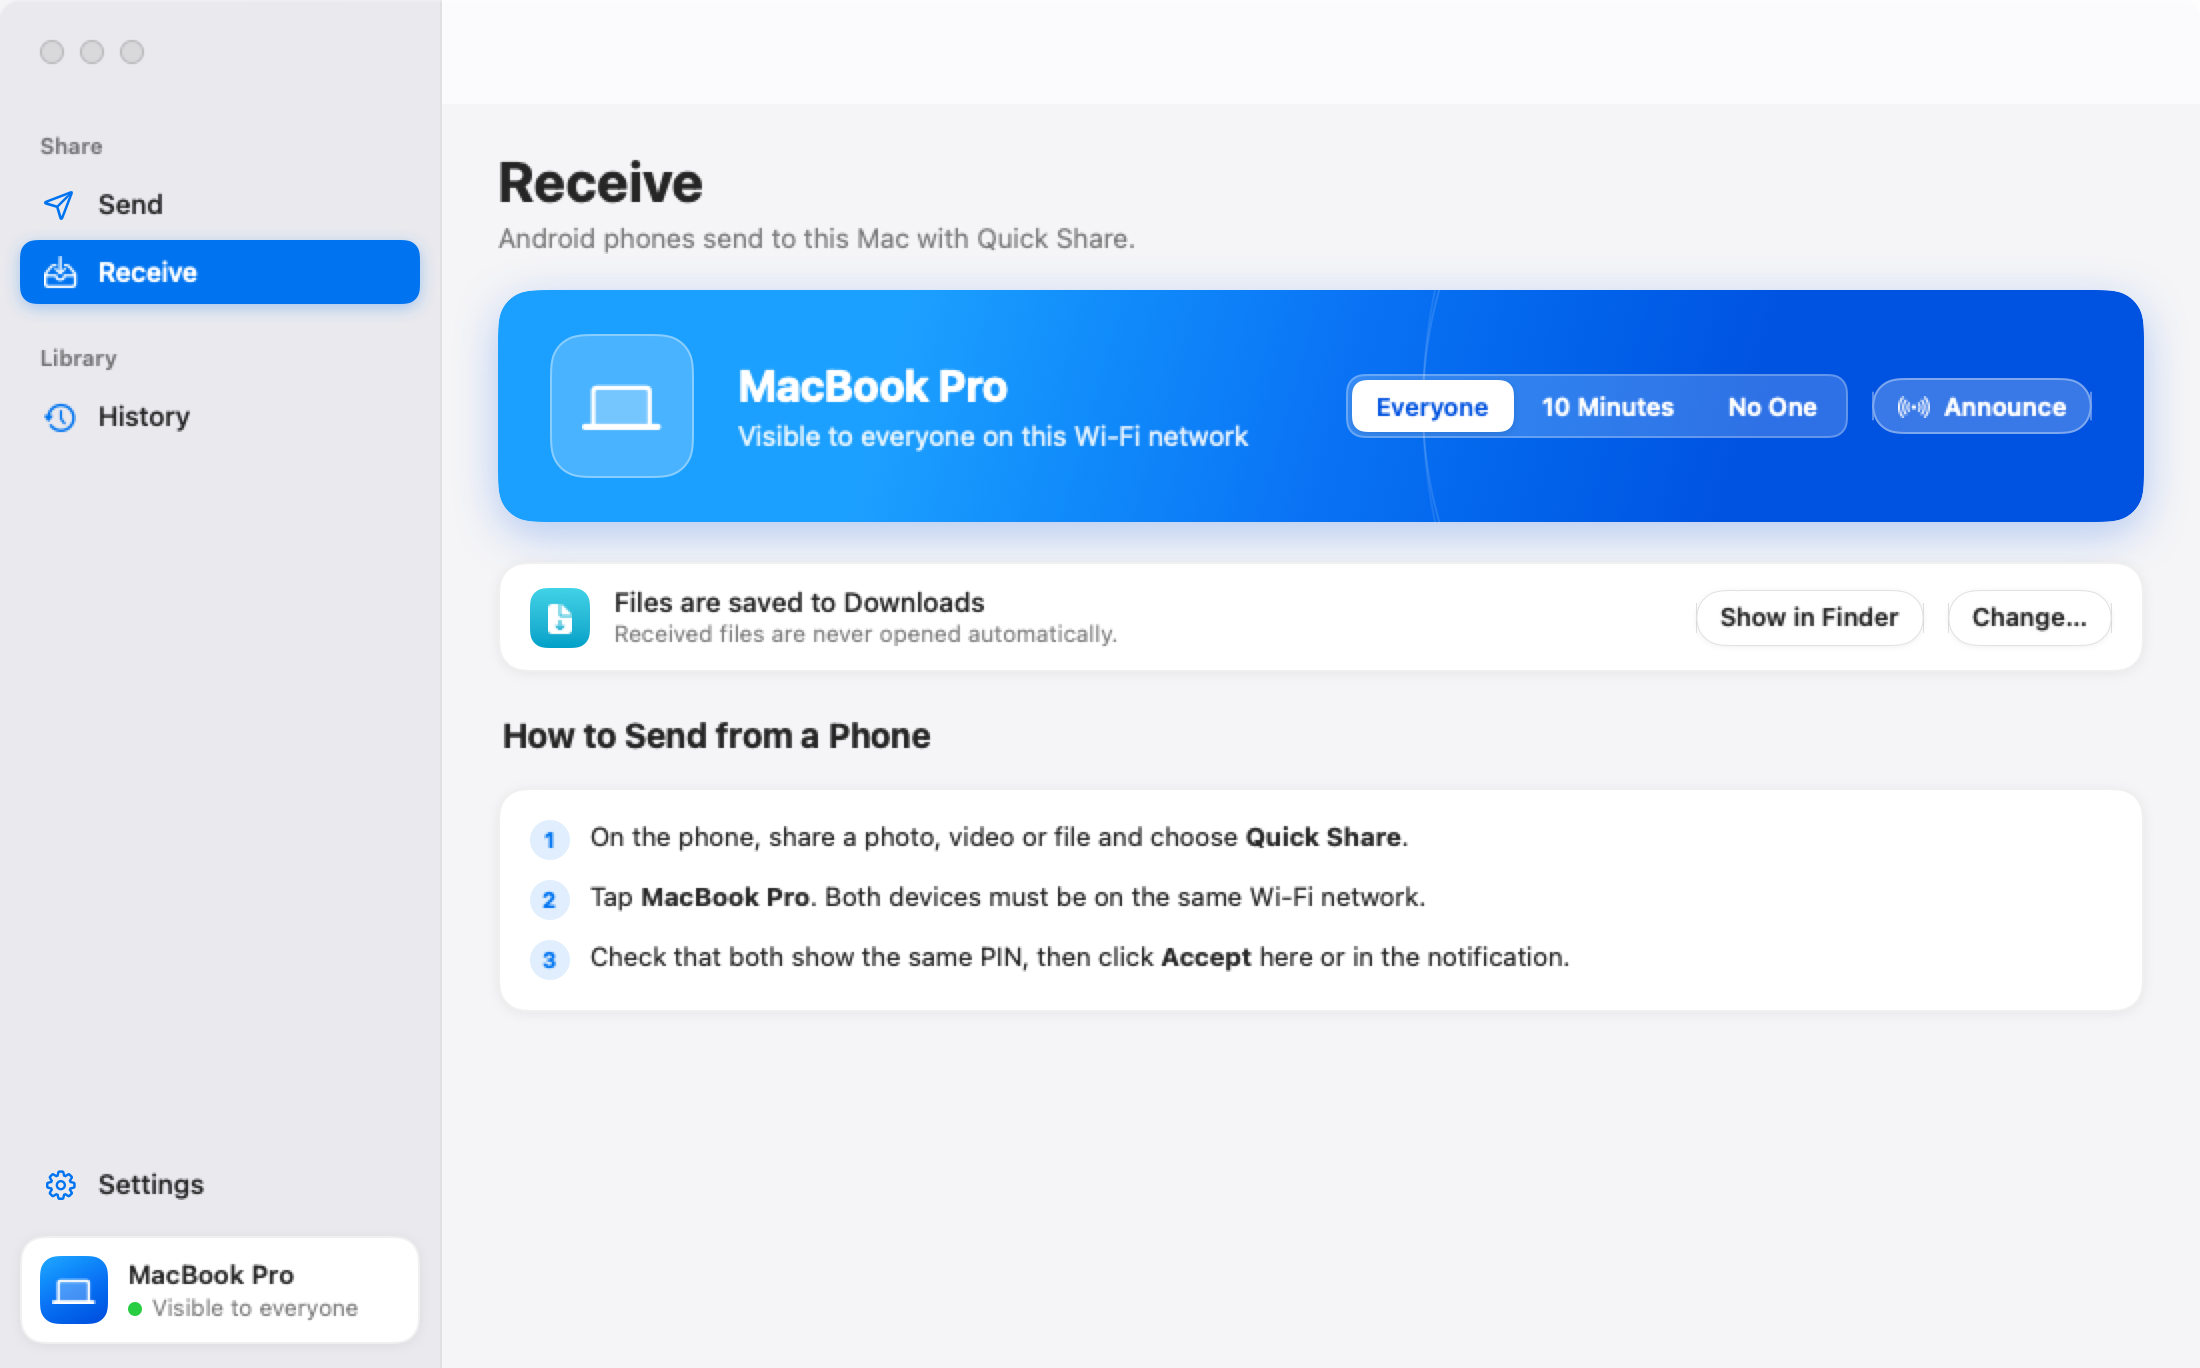 Share
Send
Receive
Library
History
Settings
MacBook Pro
Visible to everyone
Receive
Android phones send to this Mac with Quick Share.
MacBook Pro
Visible to everyone on this Wi-Fi network
Everyone
10 Minutes
No One
Announce
Files are saved to Downloads
Received files are never opened automatically.
Show in Finder
Change...
How to Send from a Phone
1 On the phone, share a photo, video or file and choose Quick Share.
2 Tap MacBook Pro. Both devices must be on the same Wi-Fi network.
3 Check that both show the same PIN, then click Accept here or in the notification.